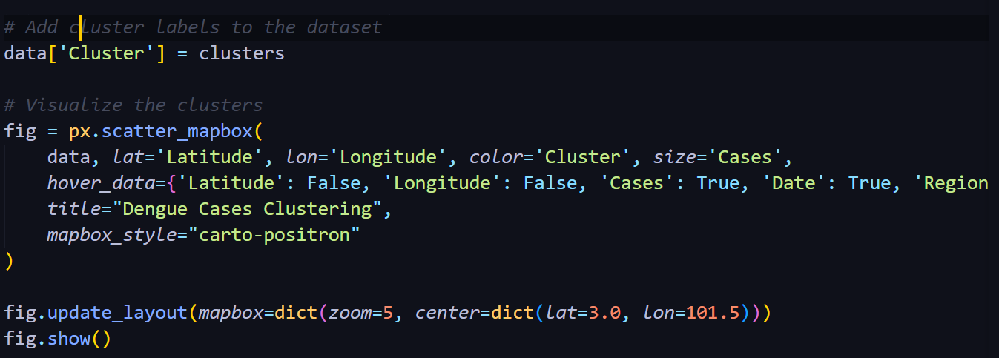 # Add cluster labels to the dataset
data['Cluster'] = clusters
# Visualize the clusters
fig = px.scatter_mapbox(
data, lat='Latitude', lon='Longitude', color='Cluster', size='Cases',
hover_data={'Latitude': False, 'Longitude': False, 'Cases': True, 'Date': True, 'Region
title="Dengue Cases Clustering",
mapbox_style="carto-positron"
)
fig.update_layout(mapbox=dict(zoom=5, center=dict(lat=3.0, lon=101.5)))
fig.show()